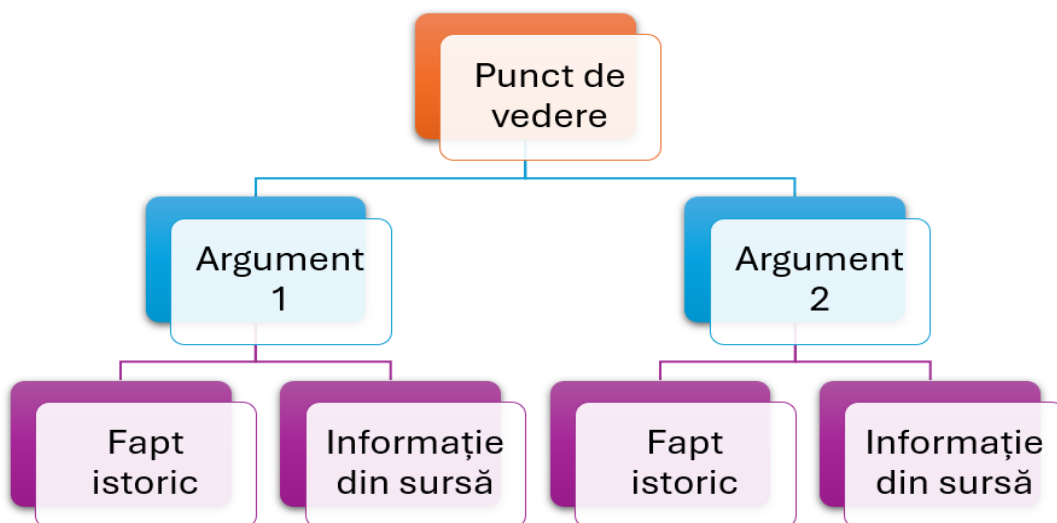 Punct de
vedere
Argument
1
Argument
2
Fapt
istoric
Informație
din sursă
Fapt
istoric
Informație
din sursă